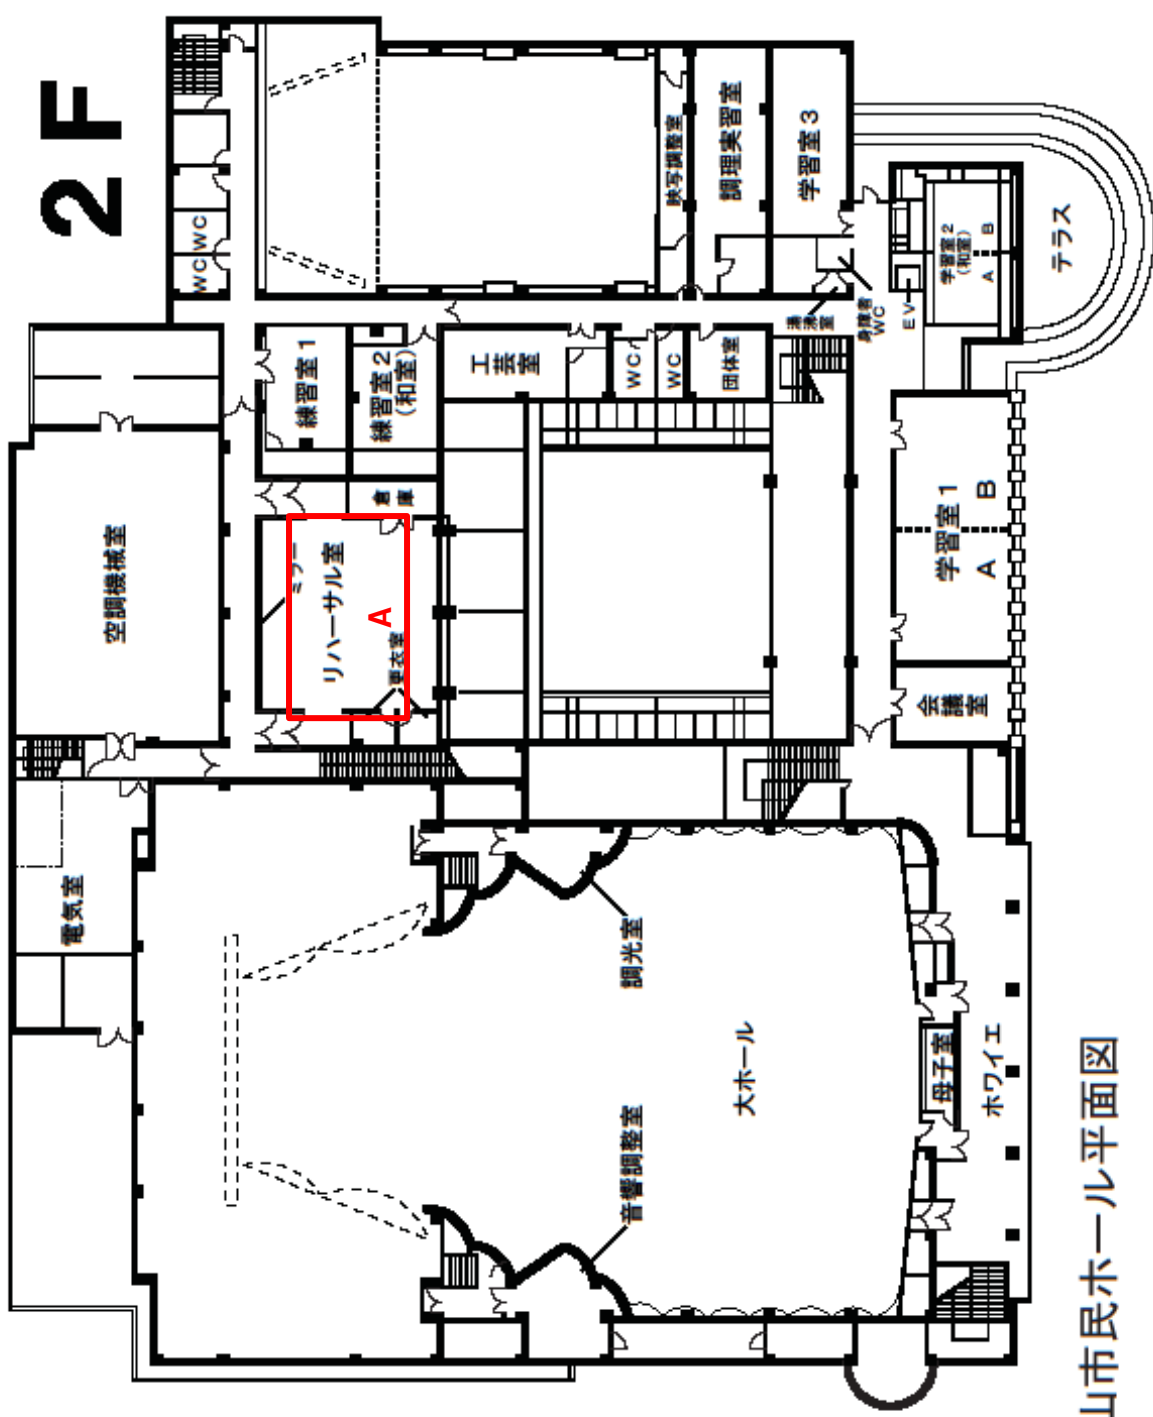 2F
WC
WC
映写調整室
調理実習室
学習室3
湯沸室
身障者
WC
EV
学習室2
(和室)
A B
テラス
練習室1
練習室2
(和室)
工芸室
WC
WC
団体室
空調機械室
倉庫
ミラー
リハーサル室
A
更衣室
学習室1
A B
会議室
電気室
調光室
大ホール
音響調整室
母子室
ホワイエ
山市民ホール平面図